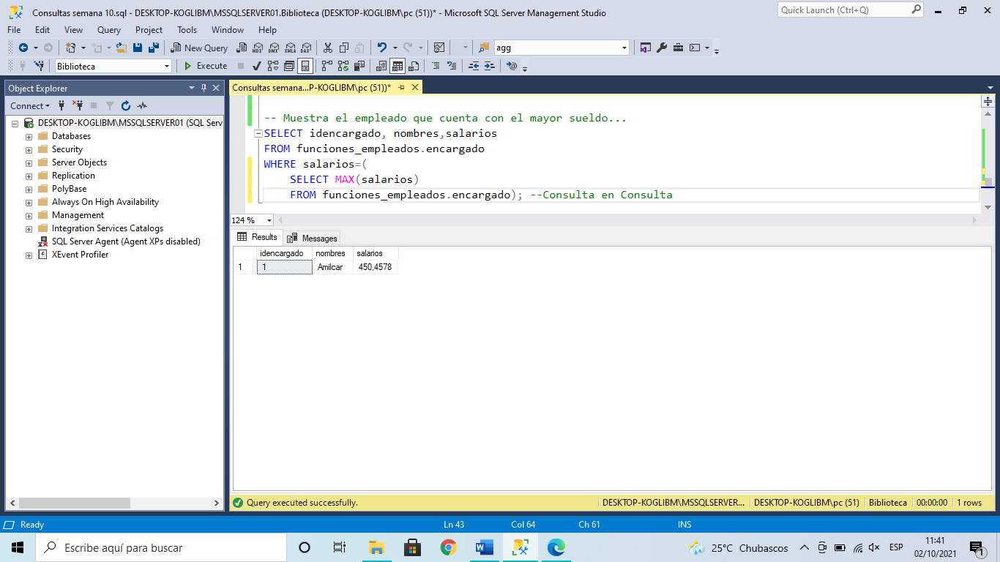 Consultas semana 10.sql - DESKTOP-KOGLIBM\MSSQLSERVER01.Biblioteca (DESKTOP-KOGLIBM\pc (51))* - Microsoft SQL Server Management Studio
Quick Launch (Ctrl+Q)
File Edit View Query Project Tools Window Help
New Query MDX DMX XMLA DAX agg
Biblioteca Execute
Object Explorer
Consultas semana...P-KOGLIBM\pc (51))*
Connect
DESKTOP-KOGLIBM\MSSQLSERVER01 (SQL Serv
Databases
Security
Server Objects
Replication
PolyBase
Always On High Availability
Management
Integration Services Catalogs
SQL Server Agent (Agent XPs disabled)
XEvent Profiler
-- Muestra el empleado que cuenta con el mayor sueldo...
SELECT idencargado, nombres,salarios
FROM funciones_empleados.encargado
WHERE salarios=(
SELECT MAX(salarios)
FROM funciones_empleados.encargado); --Consulta en Consulta
124 %
Results Messages
idencargado nombres salarios
1 1 Amilcar 450,4578
Query executed successfully. DESKTOP-KOGLIBM\MSSQLSERVER... DESKTOP-KOGLIBM\pc (51) Biblioteca 00:00:00 1 rows
Ready Ln 43 Col 64 Ch 61 INS
Escribe aquí para buscar
25°C Chubascos ESP 11:41
02/10/2021 1